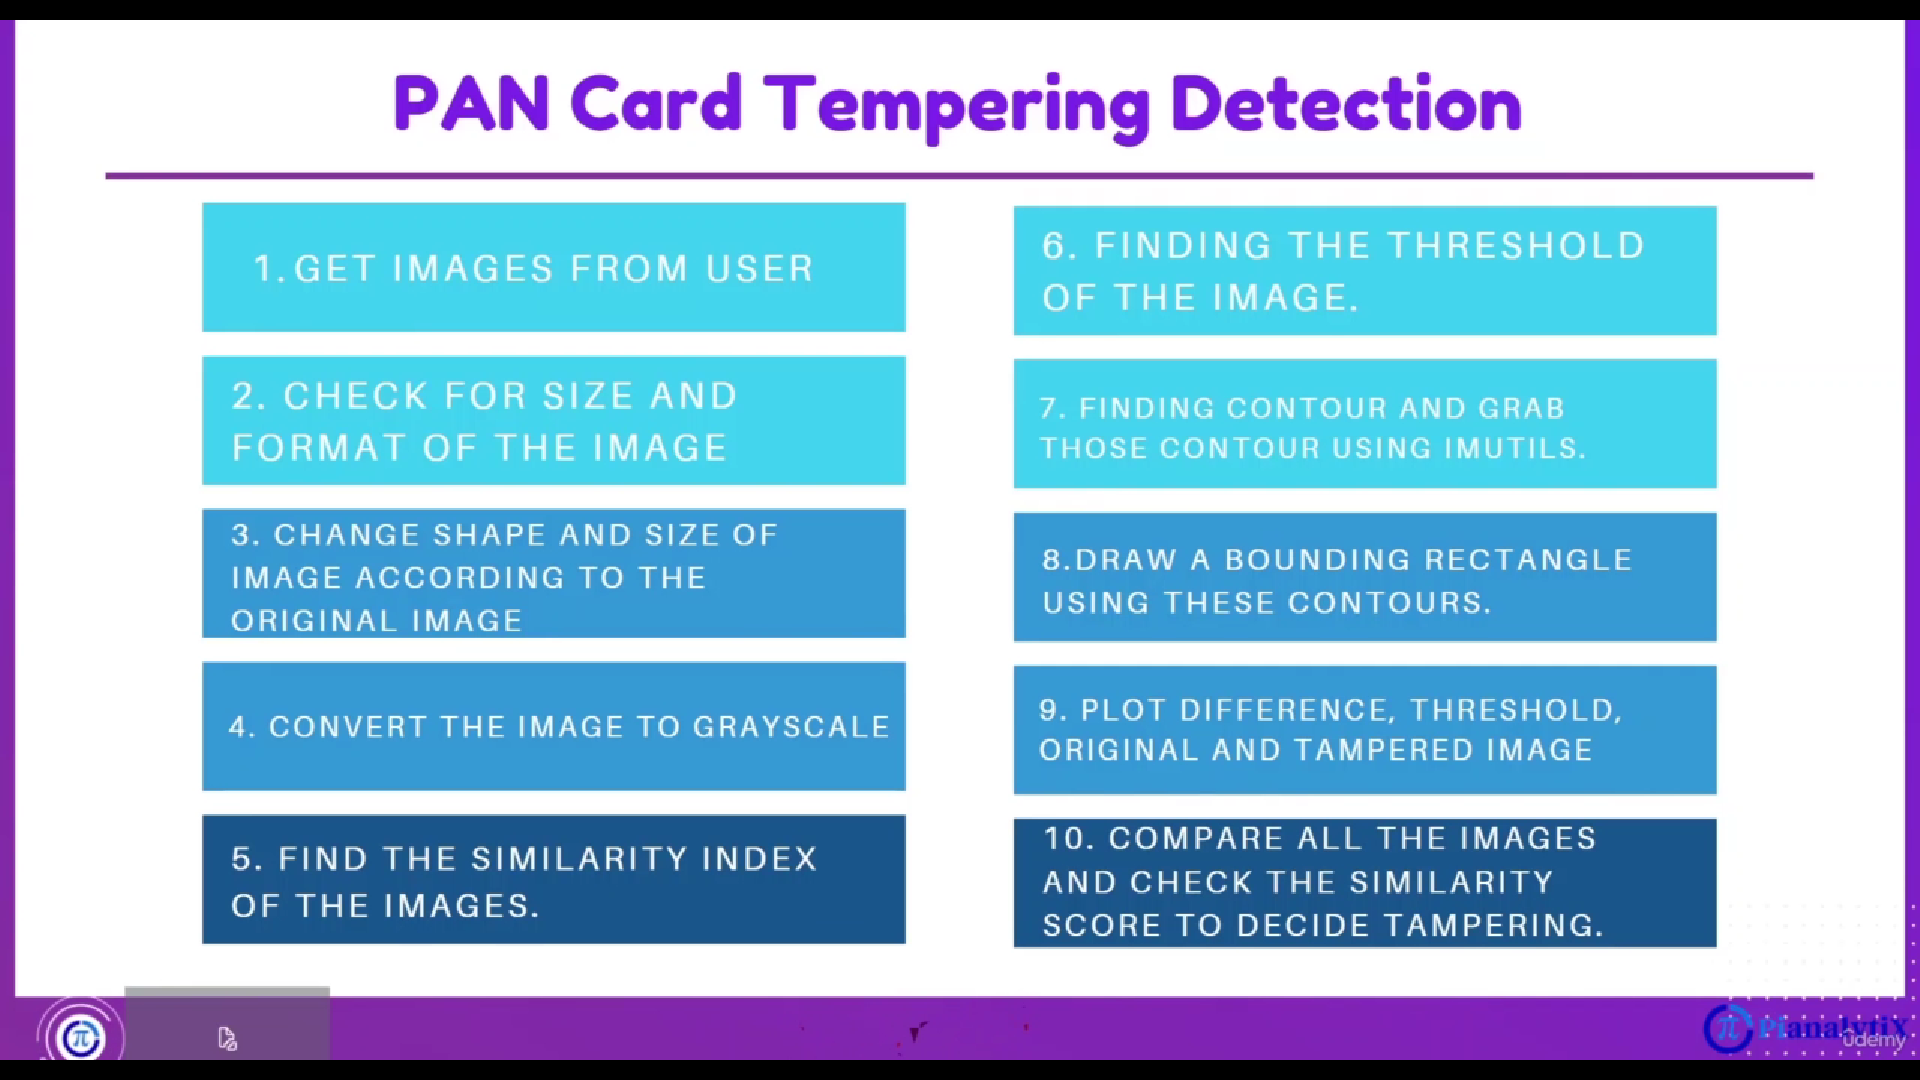 PAN Card Tempering Detection
1. GET IMAGES FROM USER
2. CHECK FOR SIZE AND
FORMAT OF THE IMAGE
3. CHANGE SHAPE AND SIZE OF
IMAGE ACCORDING TO THE
ORIGINAL IMAGE
4. CONVERT THE IMAGE TO GRAYSCALE
5. FIND THE SIMILARITY INDEX
OF THE IMAGES.
6. FINDING THE THRESHOLD
OF THE IMAGE.
7. FINDING CONTOUR AND GRAB
THOSE CONTOUR USING IMUTILS.
8.DRAW A BOUNDING RECTANGLE
USING THESE CONTOURS.
9. PLOT DIFFERENCE, THRESHOLD,
ORIGINAL AND TAMPERED IMAGE
10. COMPARE ALL THE IMAGES
AND CHECK THE SIMILARITY
SCORE TO DECIDE TAMPERING.
π
π PianalytiX
ûdemy